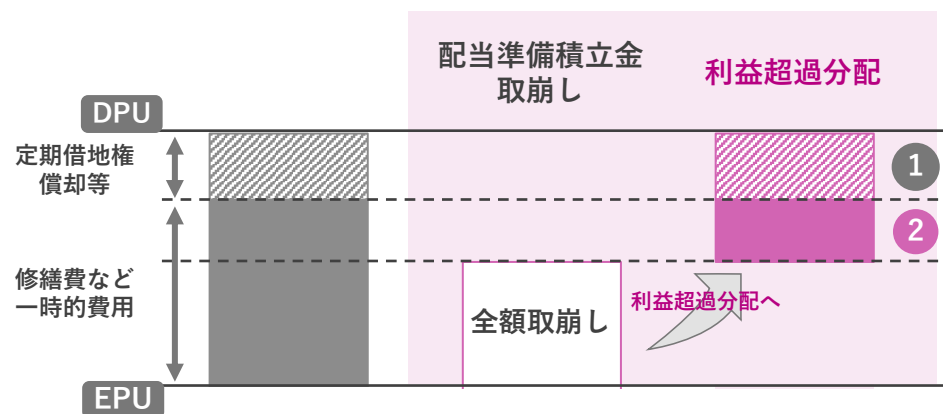 配当準備積立金
取崩し
利益超過分配
DPU
定期借地権
償却等
1
2
修繕費など
一時的費用
全額取崩し
利益超過分配へ
EPU